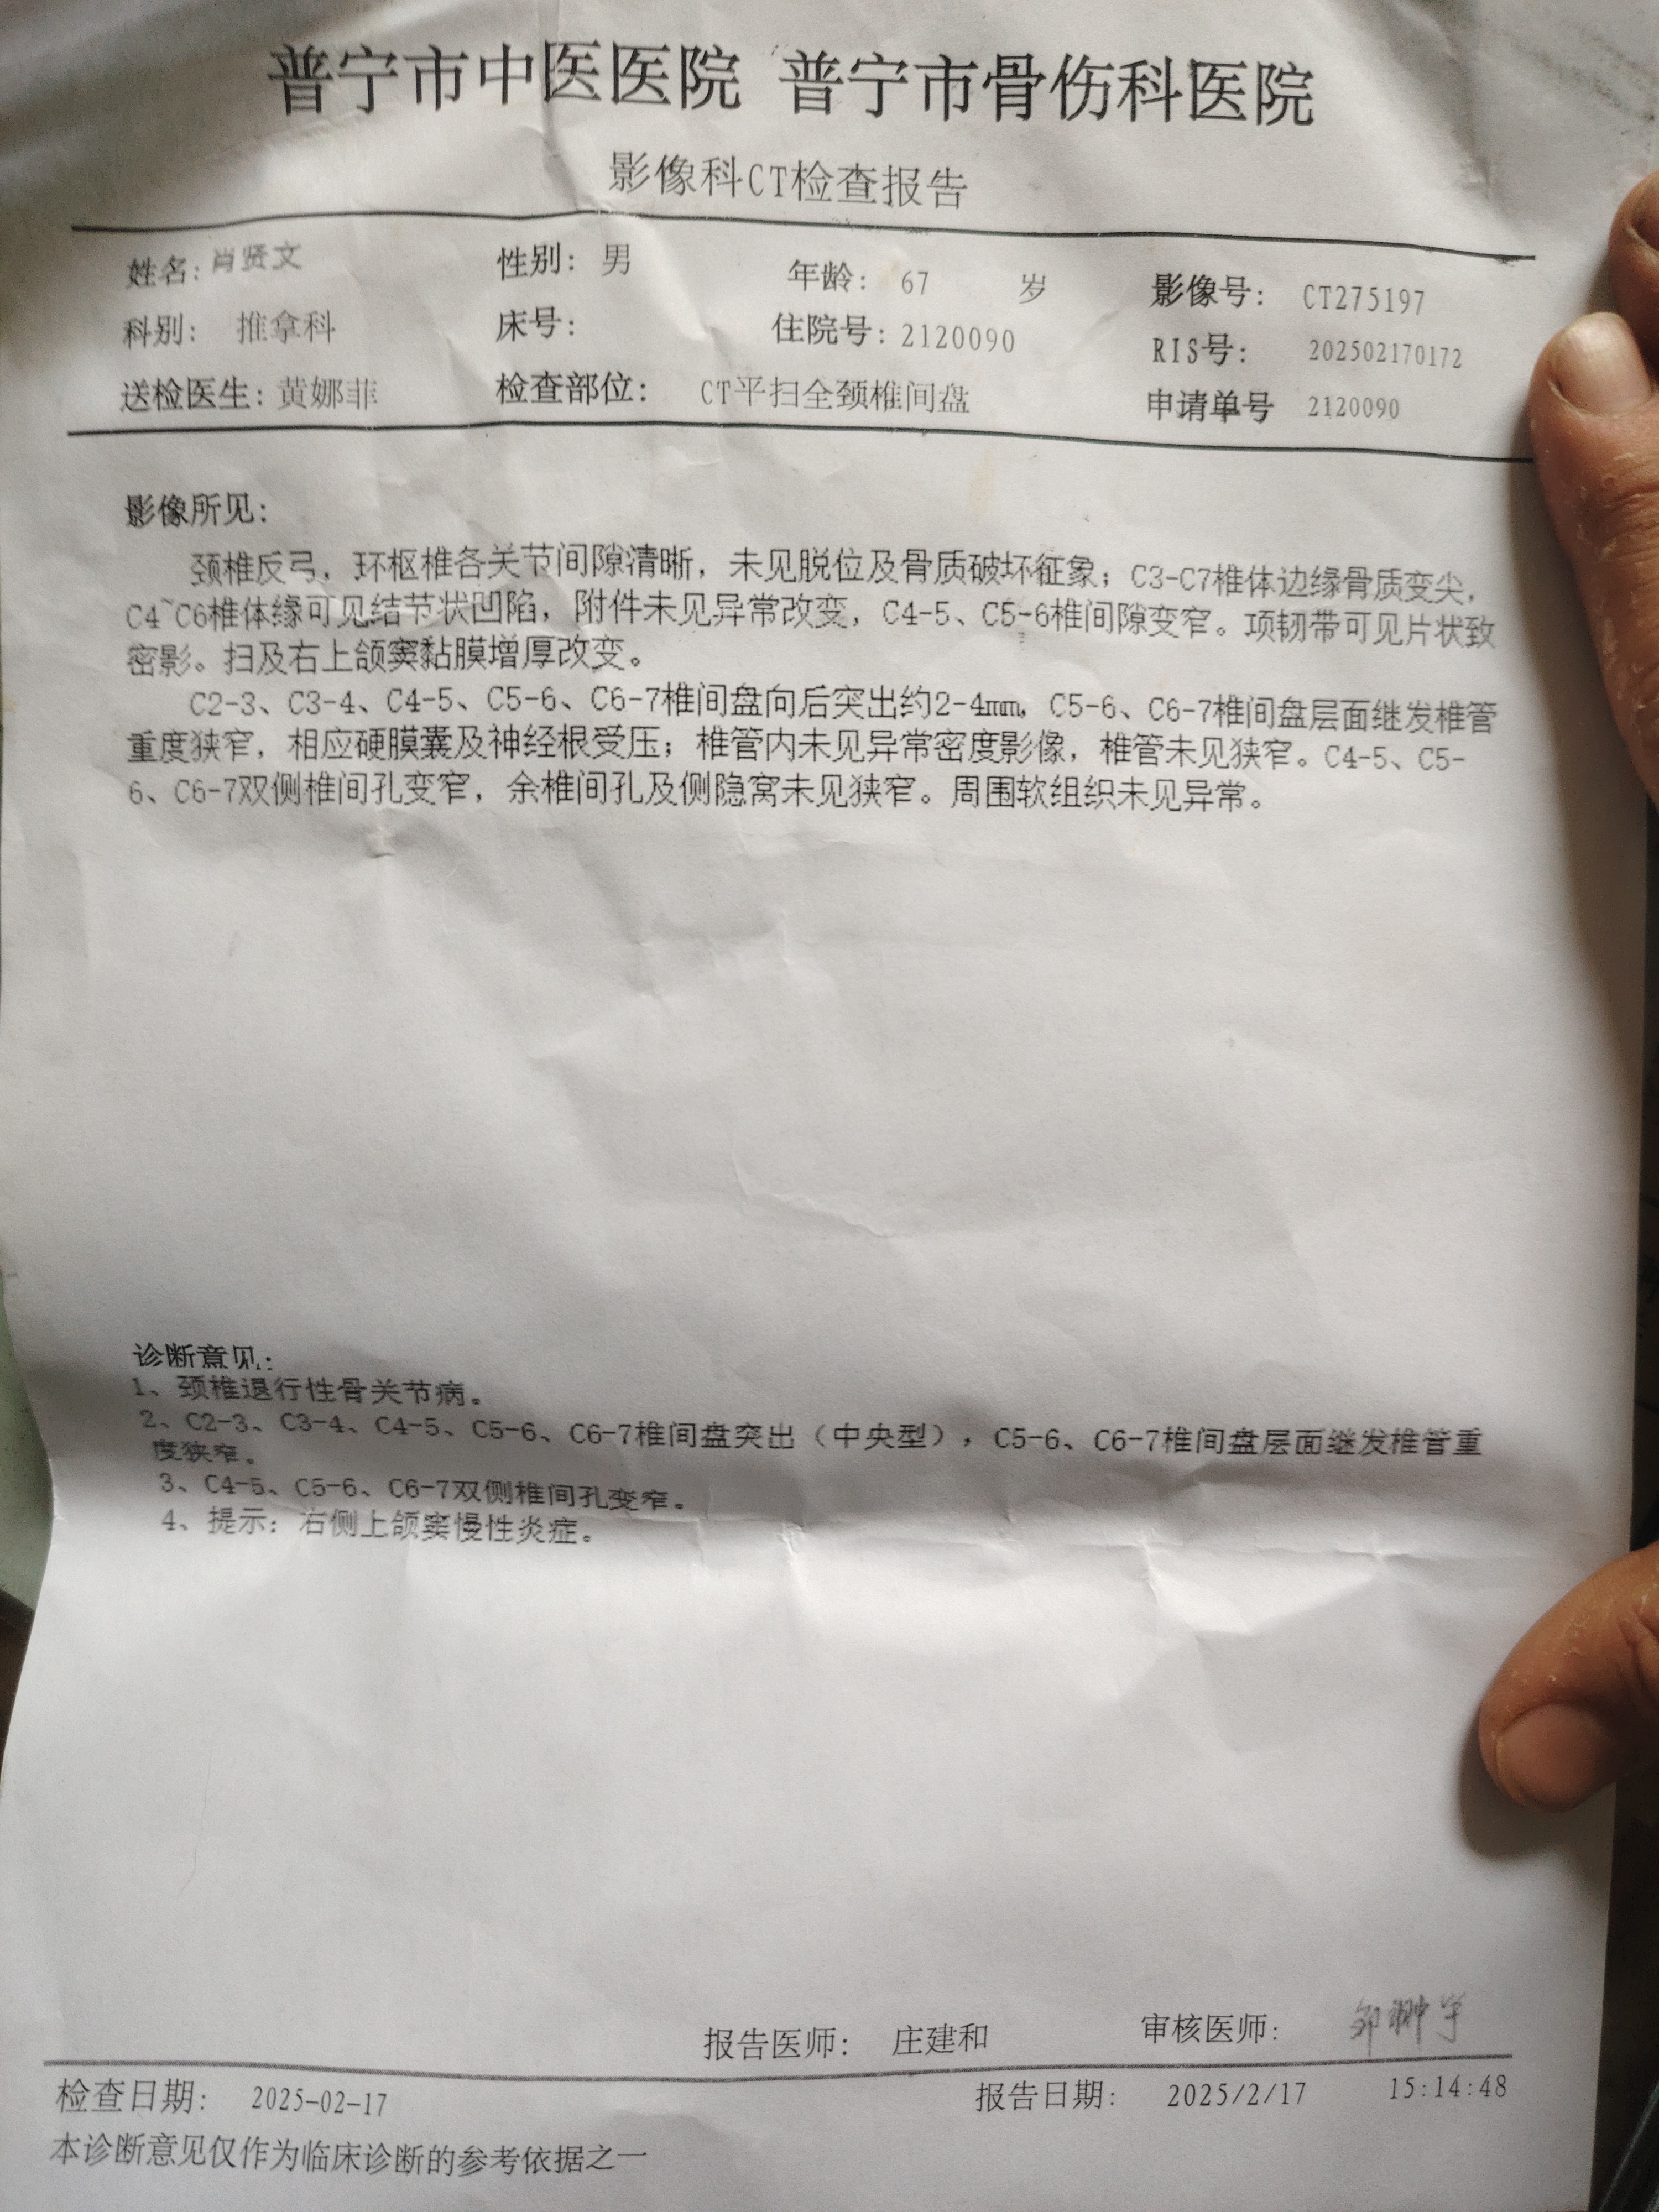 普宁市中医医院 普宁市骨伤科医院
影像科CT检查报告
姓名: 肖贤文 性别: 男 年龄: 67 岁 影像号: CT275197
科别: 推拿科 床号: 住院号: 2120090 RIS号: 202502170172
送检医生: 黄娜菲 检查部位: CT平扫全颈椎间盘 申请单号 2120090
影像所见:
颈椎反弓，环枢椎各关节间隙清晰，未见脱位及骨质破坏征象；C3-C7椎体边缘骨质变尖，
C4~C6椎体缘可见结节状凹陷，附件未见异常改变，C4-5、C5-6椎间隙变窄。项韧带可见片状致
密影。扫及右上颌窦黏膜增厚改变。
C2-3、C3-4、C4-5、C5-6、C6-7椎间盘向后突出约2-4mm，C5-6、C6-7椎间盘层面继发椎管
重度狭窄，相应硬膜囊及神经根受压；椎管内未见异常密度影像，椎管未见狭窄。C4-5、C5-
6、C6-7双侧椎间孔变窄，余椎间孔及侧隐窝未见狭窄。周围软组织未见异常。
诊断意见:
1、颈椎退行性骨关节病。
2、C2-3、C3-4、C4-5、C5-6、C6-7椎间盘突出（中央型），C5-6、C6-7椎间盘层面继发椎管重
度狭窄。
3、C4-5、C5-6、C6-7双侧椎间孔变窄。
4、提示：右侧上颌窦慢性炎症。
报告医师: 庄建和 审核医师:
检查日期: 2025-02-17 报告日期: 2025/2/17 15:14:48
本诊断意见仅作为临床诊断的参考依据之一